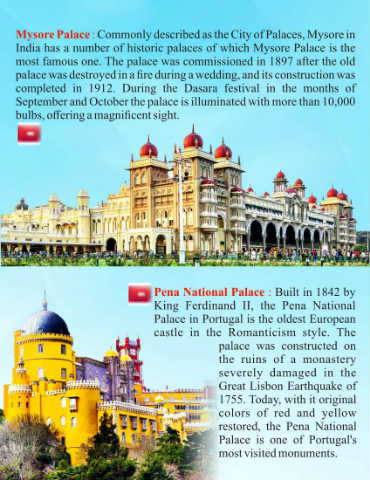 Mysore Palace : Commonly described as the City of Palaces, Mysore in
India has a number of historic palaces of which Mysore Palace is the
most famous one. The palace was commissioned in 1897 after the old
palace was destroyed in a fire during a wedding, and its construction was
completed in 1912. During the Dasara festival in the months of
September and October the palace is illuminated with more than 10,000
bulbs, offering a magnificent sight.
Pena National Palace : Built in 1842 by
King Ferdinand II, the Pena National
Palace in Portugal is the oldest European
castle in the Romanticism style. The
palace was constructed on
the ruins of a monastery
severely damaged in the
Great Lisbon Earthquake of
1755. Today, with it original
colors of red and yellow
restored, the Pena National
Palace is one of Portugal's
most visited monuments.